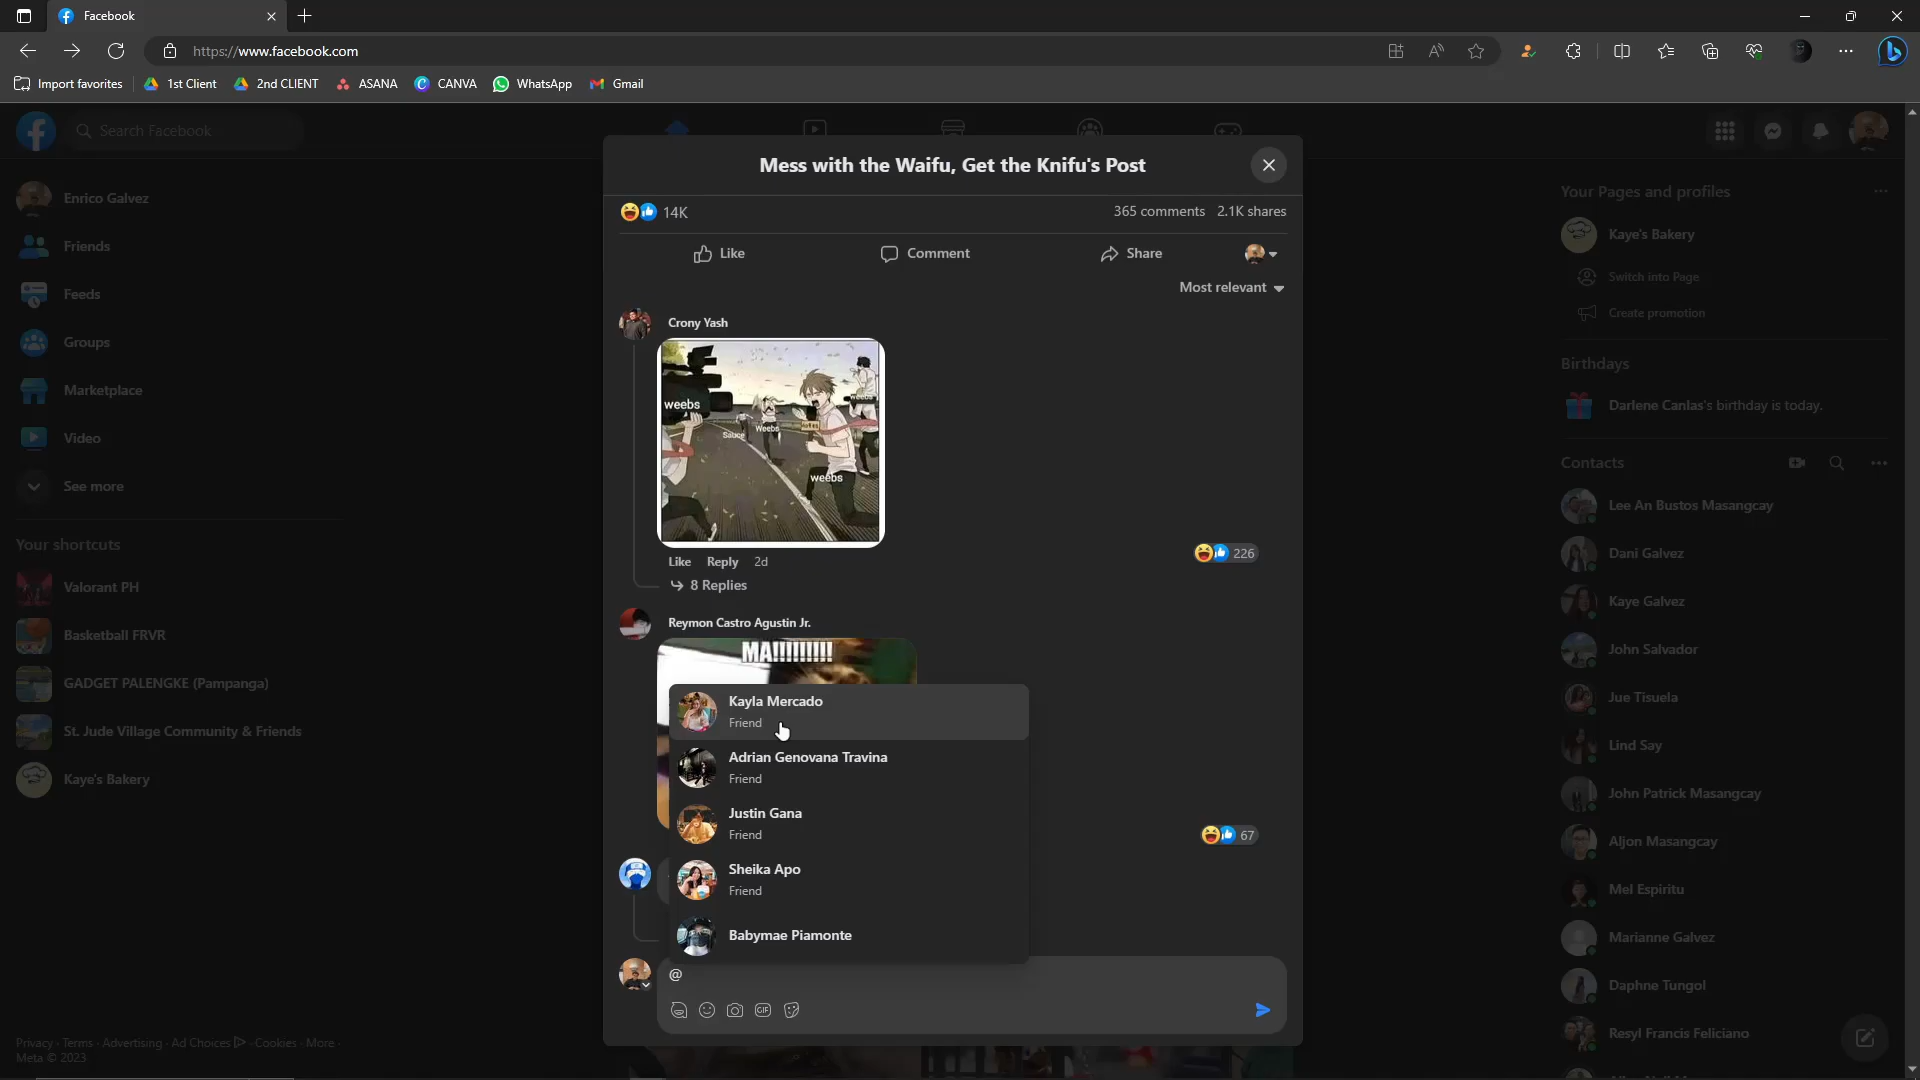 Facebook
https://www.facebook.com
Import favorites
1st Client
2nd CLIENT
ASANA
CANVA
WhatsApp
Gmail
Search Facebook
Enrico Galvez
Friends
Feeds
Groups
Marketplace
Video
See more
Your shortcuts
Valorant PH
Basketball FRVR
GADGET PALENGKE (Pampanga)
St. Jude Village Community & Friends
Kaye's Bakery
Privacy · Terms · Advertising · Ad Choices · Cookies · More ·
Meta © 2023
Mess with the Waifu, Get the Knifu's Post
14K
365 comments 2.1K shares
Like
Comment
Share
Most relevant
Crony Yash
weebs
weebs
Sauce
Weebs
weebs
Like Reply 2d
226
8 Replies
Reymon Castro Agustin Jr.
MA!!!!!!!!!
Kayla Mercado
Friend
Adrian Genovana Travina
Friend
Justin Gana
Friend
67
Sheika Apo
Friend
Babymae Piamonte
@
GIF
Your Pages and profiles
Kaye's Bakery
Switch into Page
Create promotion
Birthdays
Darlene Canlas's birthday is today.
Contacts
Lee An Bustos Masangcay
Dani Galvez
Kaye Galvez
John Salvador
Jue Tisuela
Lind Say
John Patrick Masangcay
Aljon Masangcay
Mel Espiritu
Marianne Galvez
Daphne Tungol
Resyl Francis Feliciano